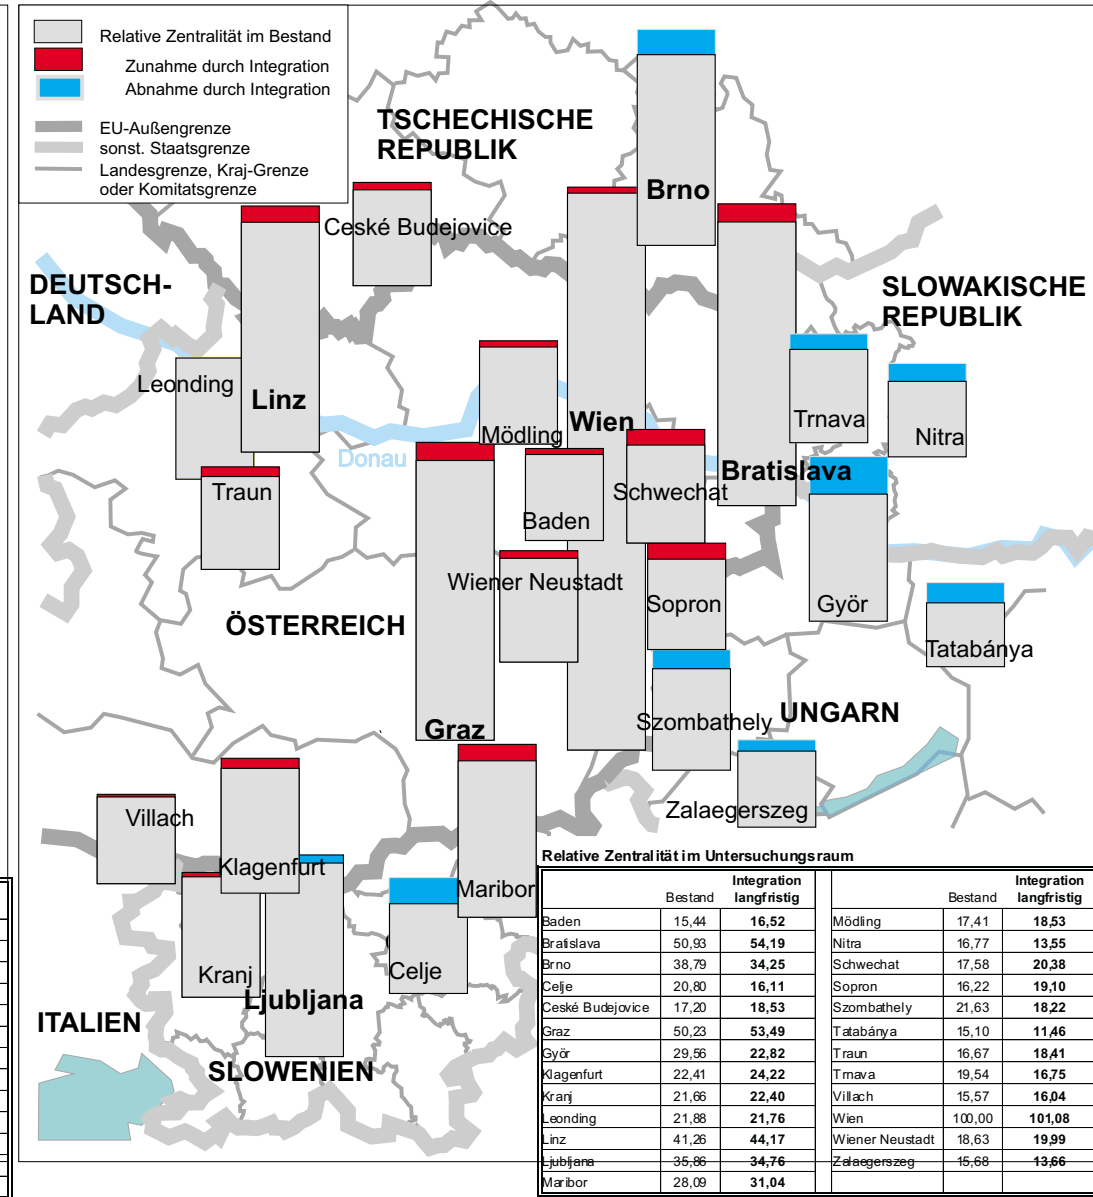 Relative Zentralität im Bestand
Zunahme durch Integration
Abnahme durch Integration
EU-Außengrenze
sonst. Staatsgrenze
Landesgrenze, Kraj-Grenze
oder Komitatsgrenze
TSCHECHISCHE
REPUBLIK
Brno
Ceské Budejovice
DEUTSCH-
LAND
SLOWAKISCHE
REPUBLIK
Leonding
Linz
Mödling
Wien
Trnava
Nitra
Donau
Bratislava
Traun
Schwechat
Baden
Wiener Neustadt
Sopron
Györ
ÖSTERREICH
Tatabánya
Graz
Szombathely
UNGARN
Villach
Zalaegerszeg
Klagenfurt
Maribor
Kranj
Celje
Ljubljana
ITALIEN
SLOWENIEN
Relative Zentralität im Untersuchungsraum
Bestand Integration langfristig Bestand Integration langfristig
Baden 15,44 16,52 Mödling 17,41 18,53
Bratislava 50,93 54,19 Nitra 16,77 13,55
Brno 38,79 34,25 Schwechat 17,58 20,38
Celje 20,80 16,11 Sopron 16,22 19,10
Ceské Budejovice 17,20 18,53 Szombathely 21,63 18,22
Graz 50,23 53,49 Tatabánya 15,10 11,46
Györ 29,56 22,82 Traun 16,67 18,41
Klagenfurt 22,41 24,22 Trnava 19,54 16,75
Kranj 21,66 22,40 Villach 15,57 16,04
Leonding 21,88 21,76 Wien 100,00 101,08
Linz 41,26 44,17 Wiener Neustadt 18,63 19,99
Ljubljana 35,86 34,76 Zalaegerszeg 15,68 13,66
Maribor 28,09 31,04